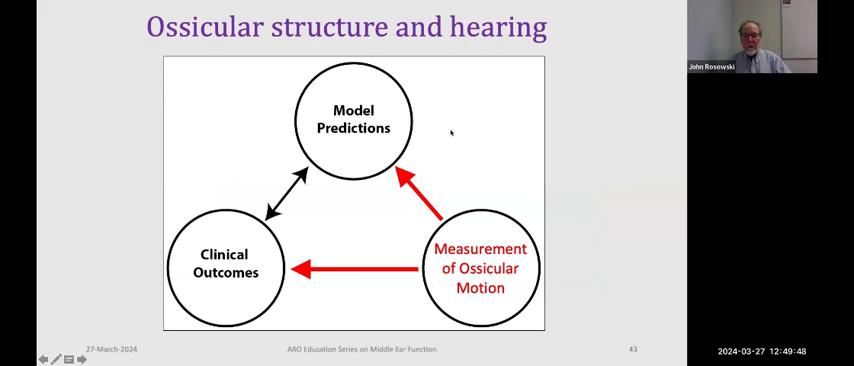 Ossicular structure and hearing
Model
Predictions
Clinical
Outcomes
Measurement
of Ossicular
Motion
27-March-2024
ARO Education Series on Middle Ear Function
43
John Rosowski
2024-03-27 12:49:48